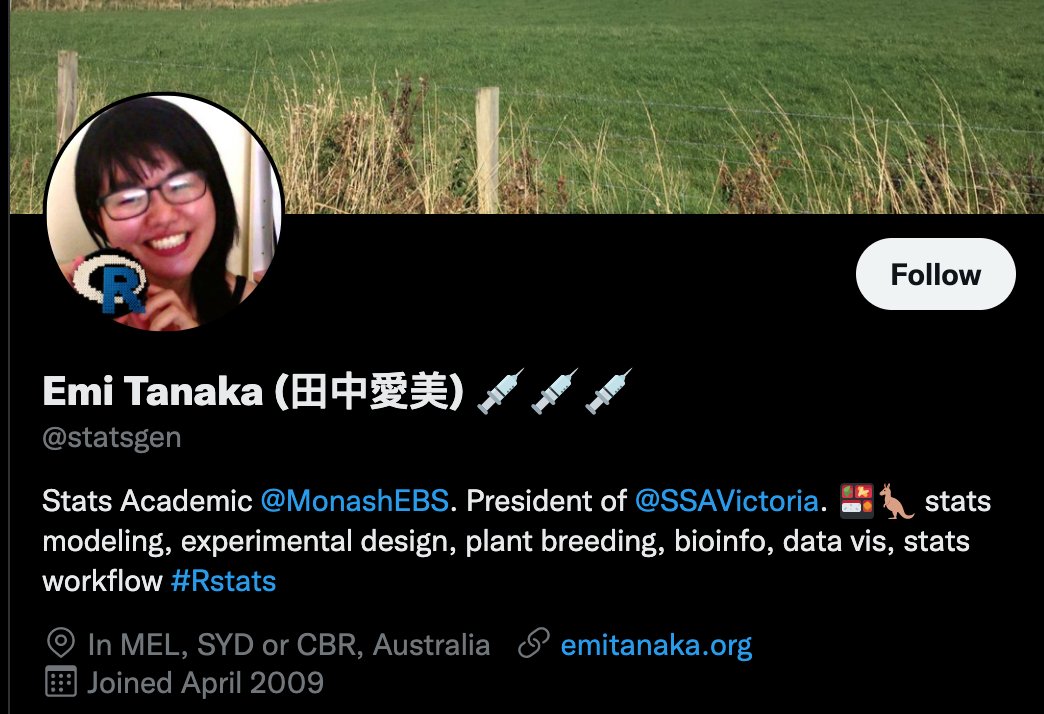 R
Follow
Emi Tanaka (田中愛美) 💉💉💉
@statsgen
Stats Academic @MonashEBS. President of @SSAVictoria. 🍱🦘 stats
modeling, experimental design, plant breeding, bioinfo, data vis, stats
workflow #Rstats
In MEL, SYD or CBR, Australia emitanaka.org
Joined April 2009